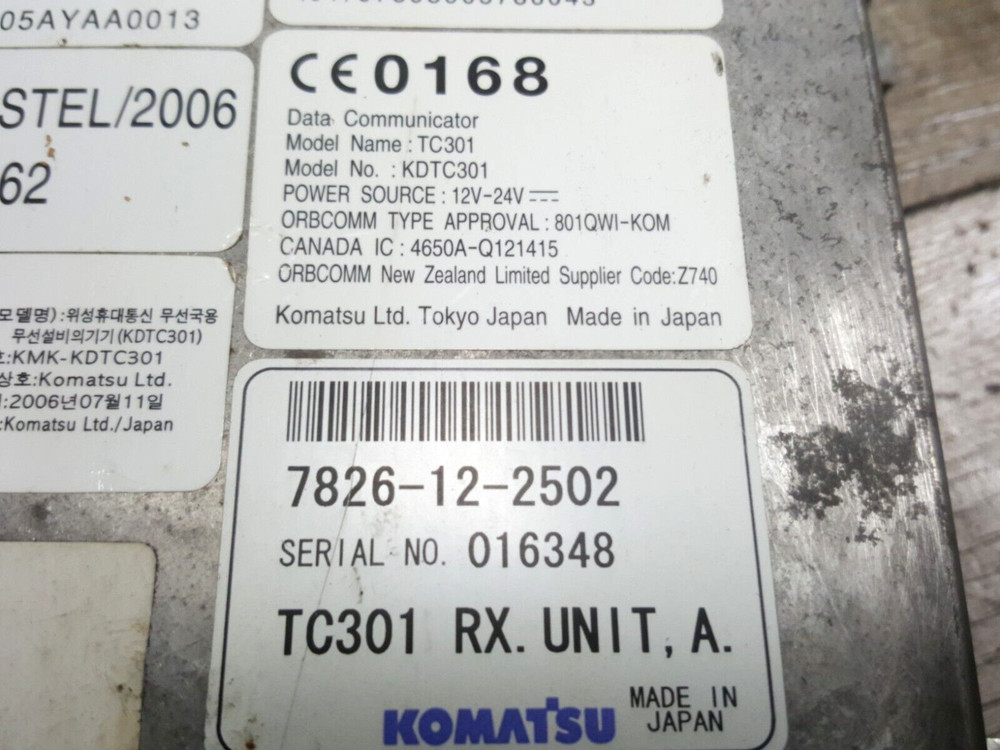 05AYAA0013
STEL/2006
62
모델명):위성휴대통신 무선국용
무선설비의기기(KDTC301)
:KMK-KDTC301
상호:Komatsu Ltd.
:2006년07월11일
:Komatsu Ltd./Japan
CE0168
Data Communicator
Model Name : TC301
Model No. : KDTC301
POWER SOURCE : 12V-24V
ORBCOMM TYPE APPROVAL : 801QWI-KOM
CANADA IC : 4650A-Q121415
ORBCOMM New Zealand Limited Supplier Code:Z740
Komatsu Ltd. Tokyo Japan Made in Japan
7826-12-2502
SERIAL NO. 016348
TC301 RX. UNIT, A.
KOMATSU
MADE IN
JAPAN